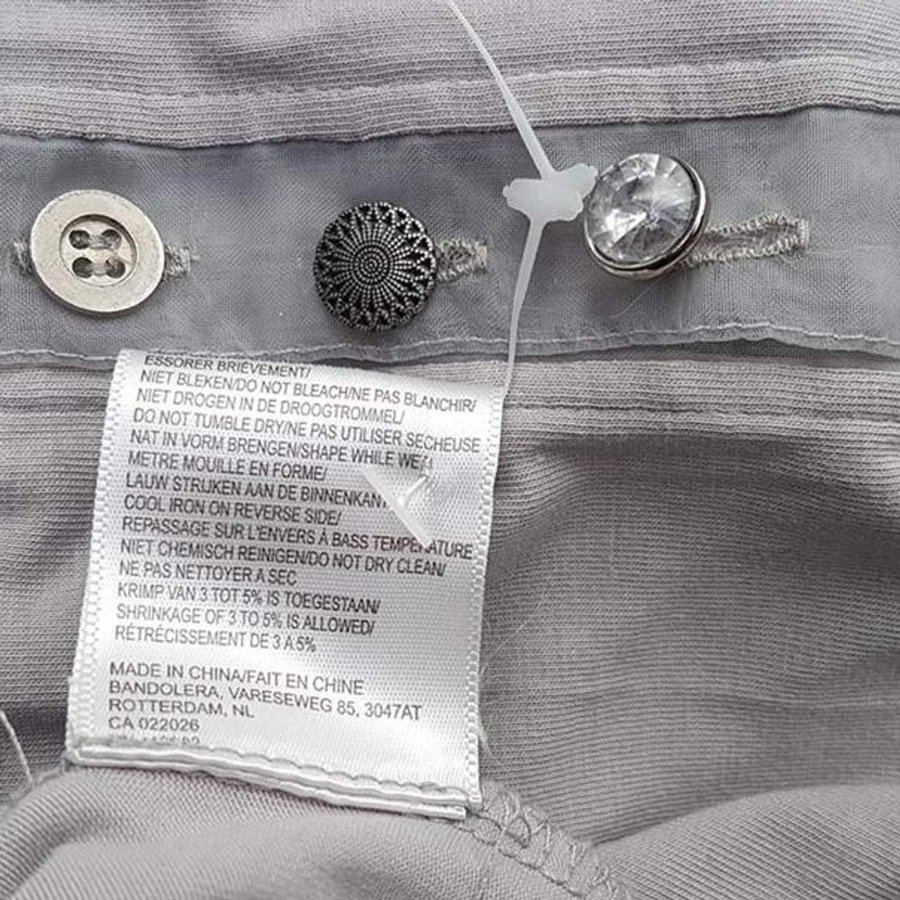 ESSORER BRIÈVEMENT/
NIET BLEKEN/DO NOT BLEACH/NE PAS BLANCHIR/
NIET DROGEN IN DE DROOGTROMMEL/
DO NOT TUMBLE DRY/NE PAS UTILISER SECHEUSE
NAT IN VORM BRENGEN/SHAPE WHILE WET/
METRE MOUILLE EN FORME/
LAUW STRIJKEN AAN DE BINNENKANT/
COOL IRON ON REVERSE SIDE/
REPASSAGE SUR L'ENVERS À BASS TEMPERATURE
NIET CHEMISCH REINIGEN/DO NOT DRY CLEAN/
NE PAS NETTOYER A SEC
KRIMP VAN 3 TOT 5% IS TOEGESTAAN/
SHRINKAGE OF 3 TO 5% IS ALLOWED/
RÉTRÉCISSEMENT DE 3 A 5%
MADE IN CHINA/FAIT EN CHINE
BANDOLERA, VARESEWEG 85, 3047AT
ROTTERDAM, NL
CA 022026